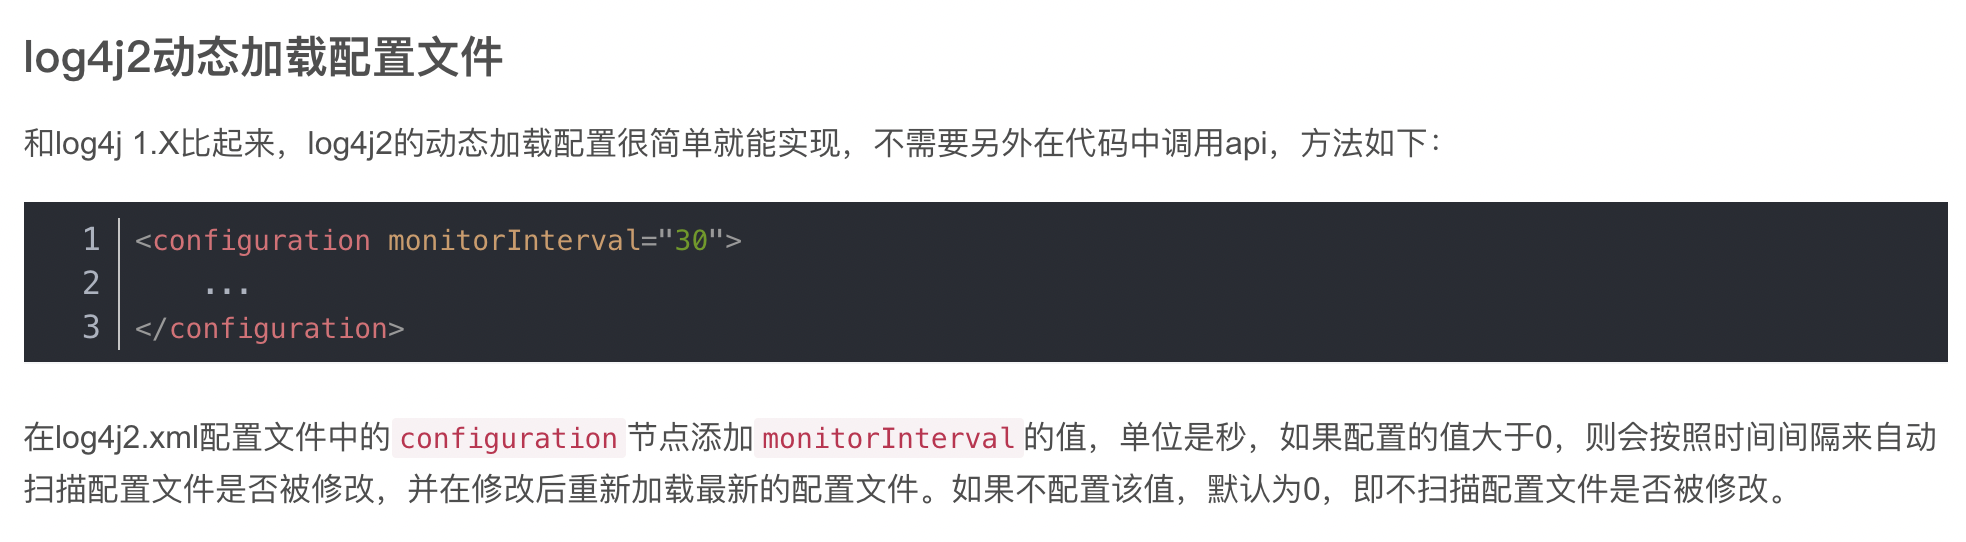 log4j2动态加载配置文件
和log4j 1.X比起来，log4j2的动态加载配置很简单就能实现，不需要另外在代码中调用api，方法如下：
1 <configuration monitorInterval="30">
2     ...
3 </configuration>
在log4j2.xml配置文件中的configuration节点添加monitorInterval的值，单位是秒，如果配置的值大于0，则会按照时间间隔来自动
扫描配置文件是否被修改，并在修改后重新加载最新的配置文件。如果不配置该值，默认为0，即不扫描配置文件是否被修改。